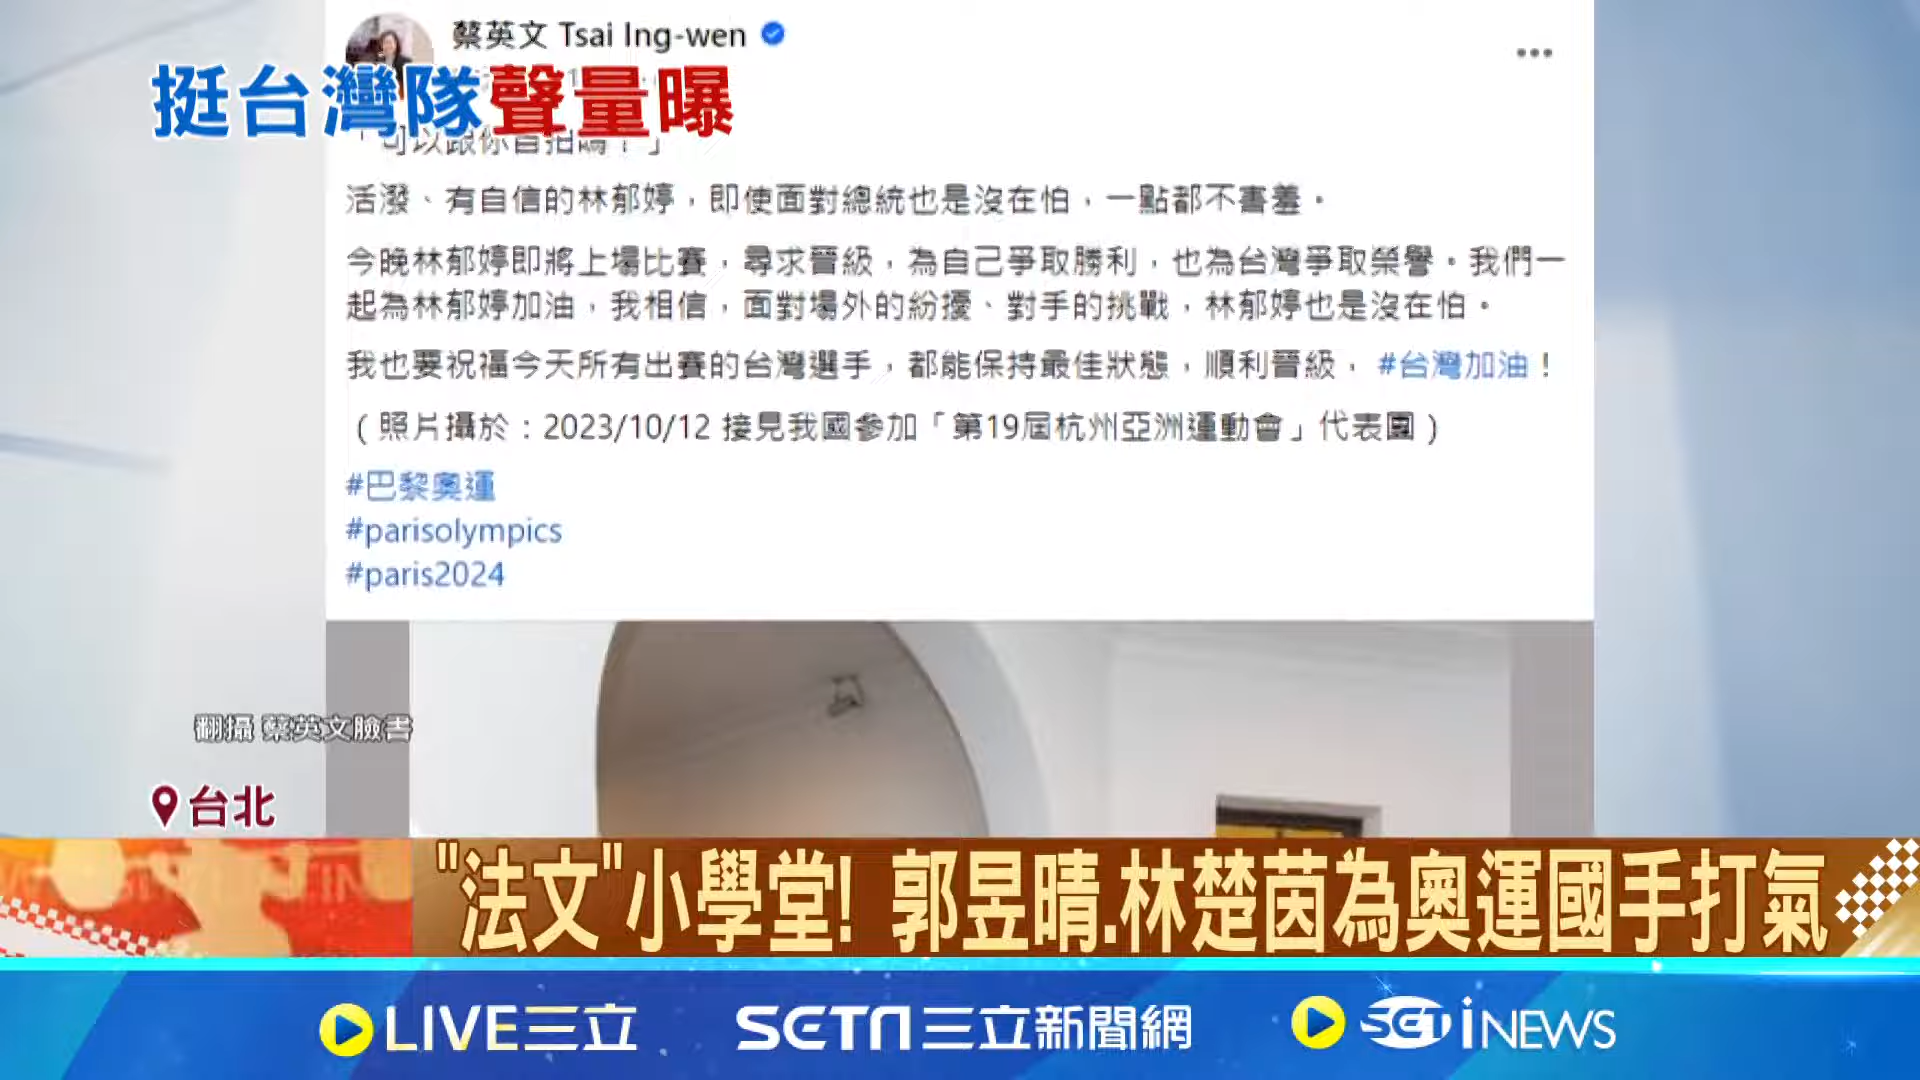 蔡英文 Tsai Ing-wen
挺台灣隊聲量曝
「可以跟你自拍嗎？」
活潑、有自信的林郁婷，即使面對總統也是沒在怕，一點都不害羞。
今晚林郁婷即將上場比賽，尋求晉級，為自己爭取勝利，也為台灣爭取榮譽。我們一
起為林郁婷加油，我相信，面對場外的紛擾、對手的挑戰，林郁婷也是沒在怕。
我也要祝福今天所有出賽的台灣選手，都能保持最佳狀態，順利晉級，#台灣加油！
（照片攝於：2023/10/12 接見我國參加「第19屆杭州亞洲運動會」代表團）
#巴黎奧運
#parisolympics
#paris2024
翻攝 蔡英文臉書
台北
"法文"小學堂! 郭昱晴.林楚茵為奧運國手打氣
LIVE三立 SETN三立新聞網 SETiNEWS